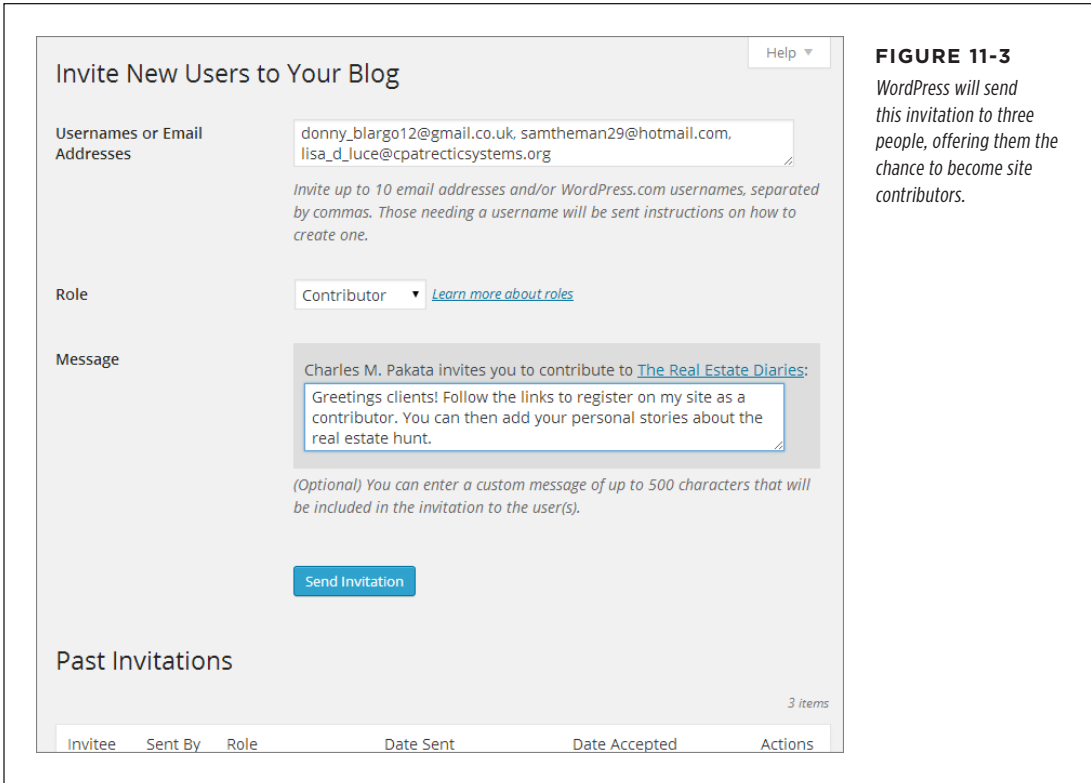 Help
Invite New Users to Your Blog
Usernames or Email
Addresses
donny_blargo12@gmail.co.uk, samtheman29@hotmail.com,
lisa_d_luce@cpatrecticsystems.org
Invite up to 10 email addresses and/or WordPress.com usernames, separated
by commas. Those needing a username will be sent instructions on how to
create one.
Role
Contributor
Learn more about roles
Message
Charles M. Pakata invites you to contribute to The Real Estate Diaries:
Greetings clients! Follow the links to register on my site as a
contributor. You can then add your personal stories about the
real estate hunt.
(Optional) You can enter a custom message of up to 500 characters that will
be included in the invitation to the user(s).
Send Invitation
Past Invitations
3 items
Invitee Sent By Role Date Sent Date Accepted Actions
FIGURE 11-3
WordPress will send
this invitation to three
people, offering them the
chance to become site
contributors.